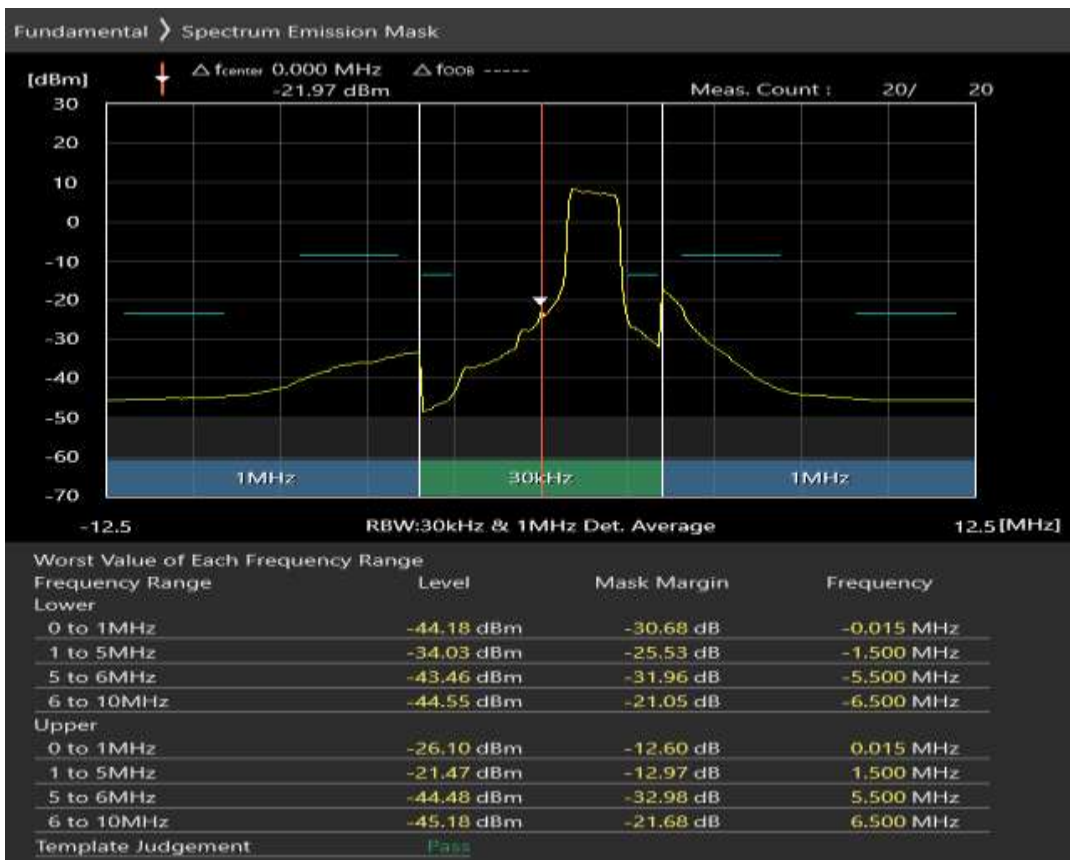 Fundamental ❯ Spectrum Emission Mask
[dBm] △ fcenter 0.000 MHz △ fOOB -----
-21.97 dBm Meas. Count : 20/ 20
30
20
10
0
-10
-20
-30
-40
-50
-60
1MHz 30kHz 1MHz
-70
-12.5 RBW:30kHz & 1MHz Det. Average 12.5 [MHz]
Worst Value of Each Frequency Range
Frequency Range Level Mask Margin Frequency
Lower
0 to 1MHz -44.18 dBm -30.68 dB -0.015 MHz
1 to 5MHz -34.03 dBm -25.53 dB -1.500 MHz
5 to 6MHz -43.46 dBm -31.96 dB -5.500 MHz
6 to 10MHz -44.55 dBm -21.05 dB -6.500 MHz
Upper
0 to 1MHz -26.10 dBm -12.60 dB 0.015 MHz
1 to 5MHz -21.47 dBm -12.97 dB 1.500 MHz
5 to 6MHz -44.48 dBm -32.98 dB 5.500 MHz
6 to 10MHz -45.18 dBm -21.68 dB 6.500 MHz
Template Judgement Pass